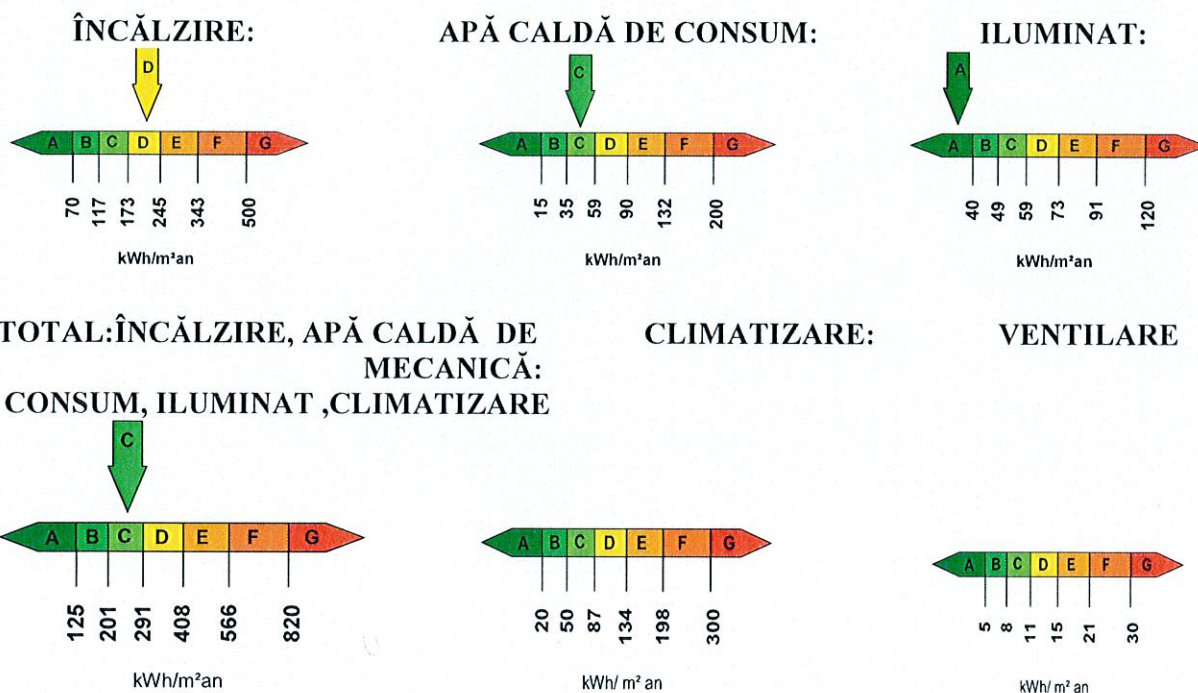 ÎNCĂLZIRE:
APĂ CALDĂ DE CONSUM:
ILUMINAT:
D
C
A
A B C D E F G
A B C D E F G
A B C D E F G
70 117 173 245 343 500
15 35 59 90 132 200
40 49 59 73 91 120
kWh/m²an
kWh/m²an
kWh/m²an
TOTAL:ÎNCĂLZIRE, APĂ CALDĂ DE CLIMATIZARE: VENTILARE
MECANICĂ:
CONSUM, ILUMINAT ,CLIMATIZARE
C
A B C D E F G
A B C D E F G
A B C D E F G
125 201 291 408 566 820
20 50 87 134 198 300
5 8 11 15 21 30
kWh/m²an
kWh/ m² an
kWh/ m² an